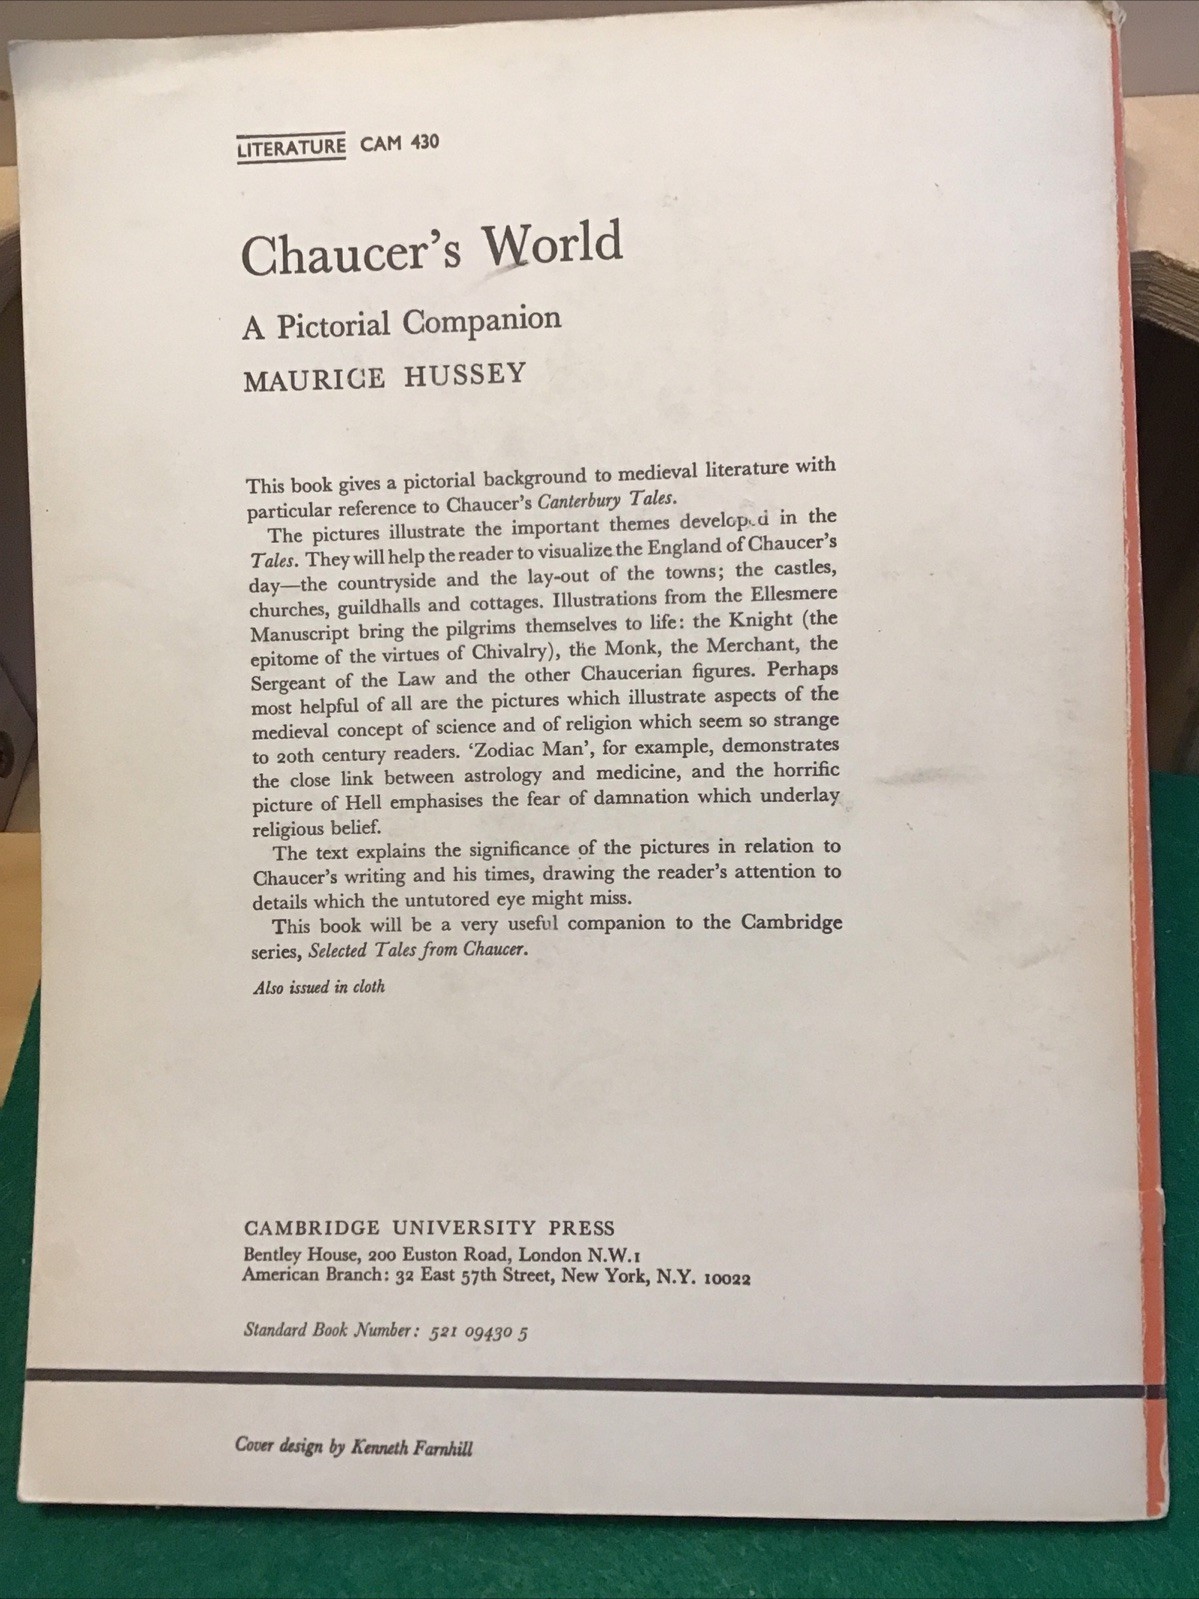 LITERATURE CAM 430
Chaucer's World
A Pictorial Companion
MAURICE HUSSEY
This book gives a pictorial background to medieval literature with
particular reference to Chaucer's Canterbury Tales.
The pictures illustrate the important themes developed in the
Tales. They will help the reader to visualize the England of Chaucer's
day—the countryside and the lay-out of the towns; the castles,
churches, guildhalls and cottages. Illustrations from the Ellesmere
Manuscript bring the pilgrims themselves to life: the Knight (the
epitome of the virtues of Chivalry), the Monk, the Merchant, the
Sergeant of the Law and the other Chaucerian figures. Perhaps
most helpful of all are the pictures which illustrate aspects of the
medieval concept of science and of religion which seem so strange
to 20th century readers. 'Zodiac Man', for example, demonstrates
the close link between astrology and medicine, and the horrific
picture of Hell emphasises the fear of damnation which underlay
religious belief.
The text explains the significance of the pictures in relation to
Chaucer's writing and his times, drawing the reader's attention to
details which the untutored eye might miss.
This book will be a very useful companion to the Cambridge
series, Selected Tales from Chaucer.
Also issued in cloth
CAMBRIDGE UNIVERSITY PRESS
Bentley House, 200 Euston Road, London N.W.1
American Branch: 32 East 57th Street, New York, N.Y. 10022
Standard Book Number: 521 09430 5
Cover design by Kenneth Farnhill